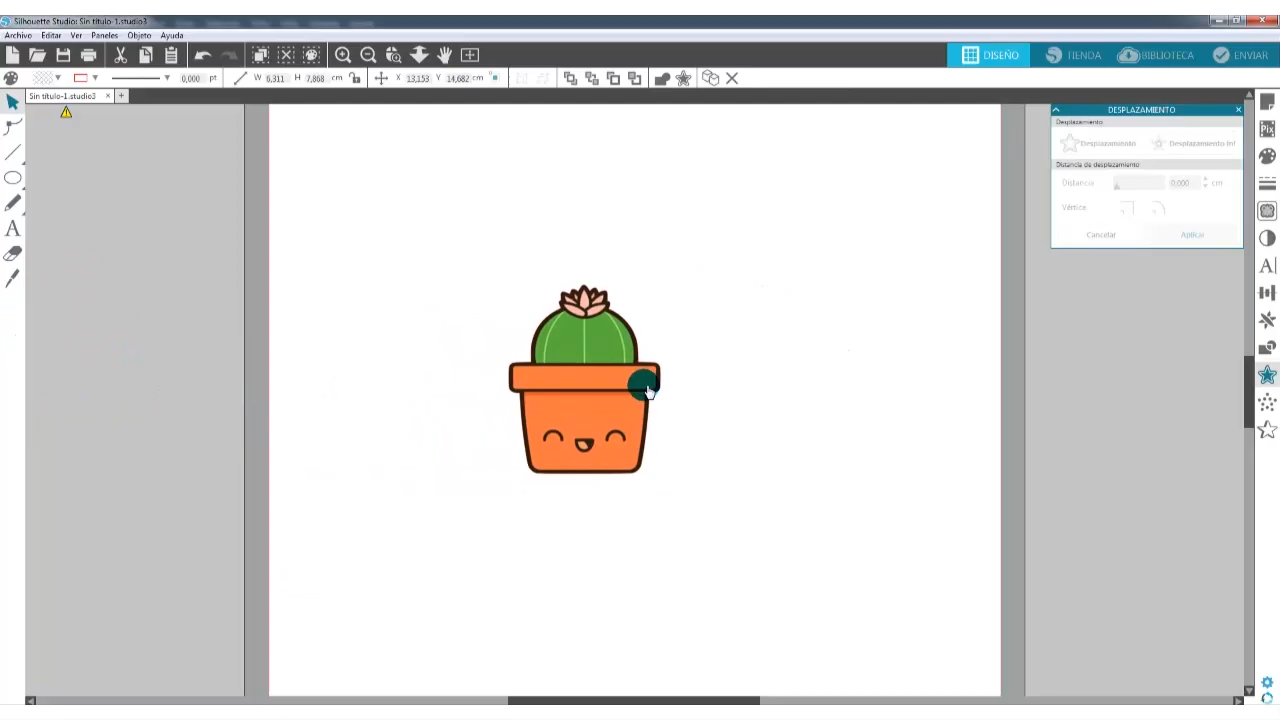 Silhouette Studio: Sin título-1.studio3
Archivo Editar Ver Paneles Objeto Ayuda
DISEÑO TIENDA BIBLIOTECA ENVIAR
0,000 pt W 6,311 H 7,868 cm X 13,153 Y 14,682 cm
Sin título-1.studio3 × +
DESPLAZAMIENTO
Desplazamiento
Desplazamiento Desplazamiento int
Distancia de desplazamiento
Distancia 0,000 cm
Vértice
Cancelar Aplicar